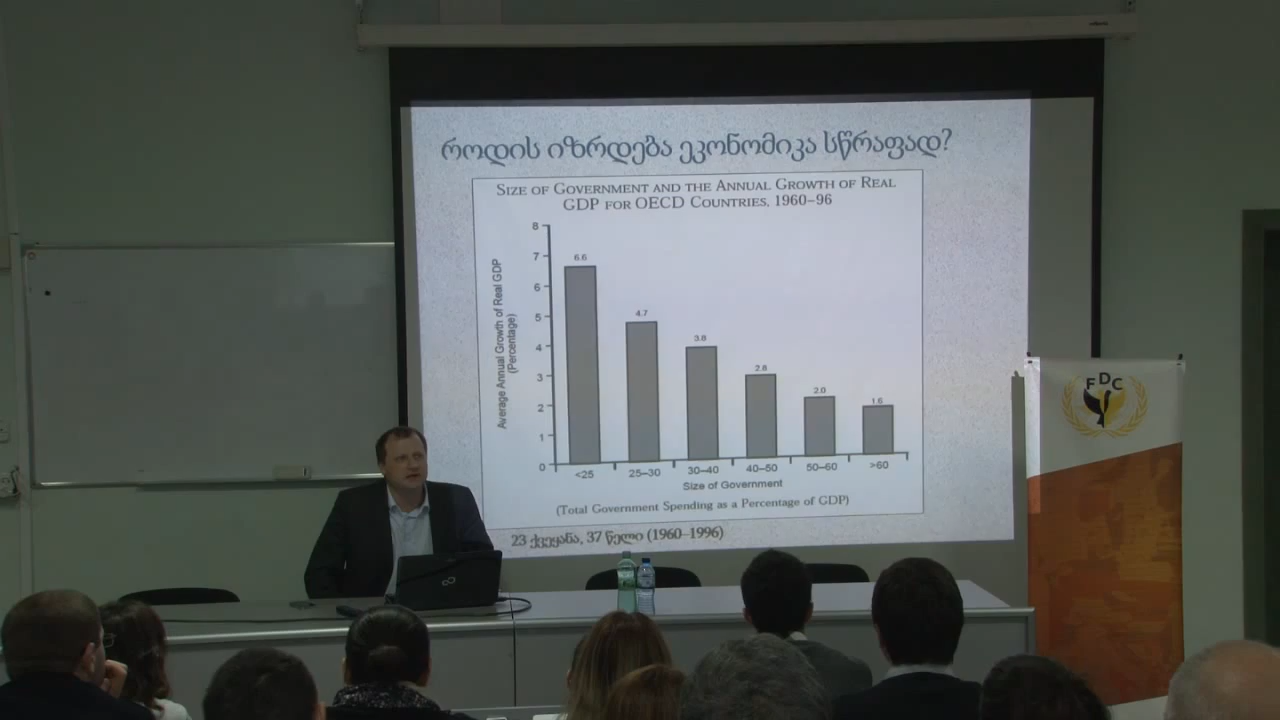 როდის იზრდება ეკონომიკა სწრაფად?
SIZE OF GOVERNMENT AND THE ANNUAL GROWTH OF REAL
GDP FOR OECD COUNTRIES, 1960–96
Average Annual Growth of Real GDP
(Percentage)
8
7
6
5
4
3
2
1
0
6.6
4.7
3.8
2.8
2.0
1.6
<25
25–30
30–40
40–50
50–60
>60
Size of Government
(Total Government Spending as a Percentage of GDP)
23 ქვეყანა, 37 წელი (1960–1996)
FDC